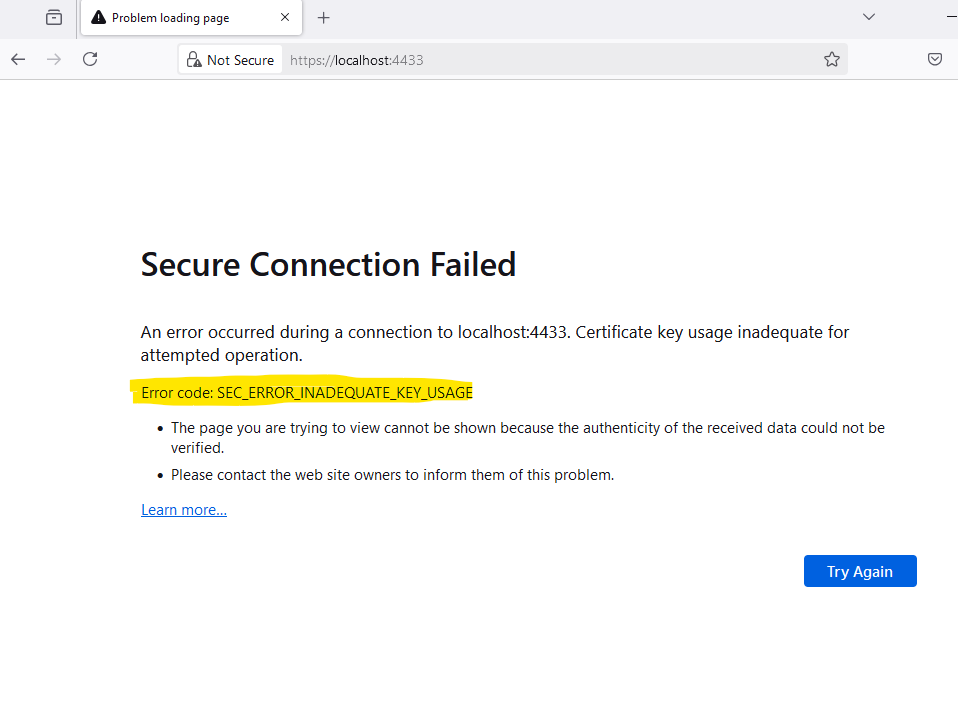 Problem loading page
Not Secure https://localhost:4433
Secure Connection Failed
An error occurred during a connection to localhost:4433. Certificate key usage inadequate for
attempted operation.
Error code: SEC_ERROR_INADEQUATE_KEY_USAGE
• The page you are trying to view cannot be shown because the authenticity of the received data could not be
verified.
• Please contact the web site owners to inform them of this problem.
Learn more...
Try Again